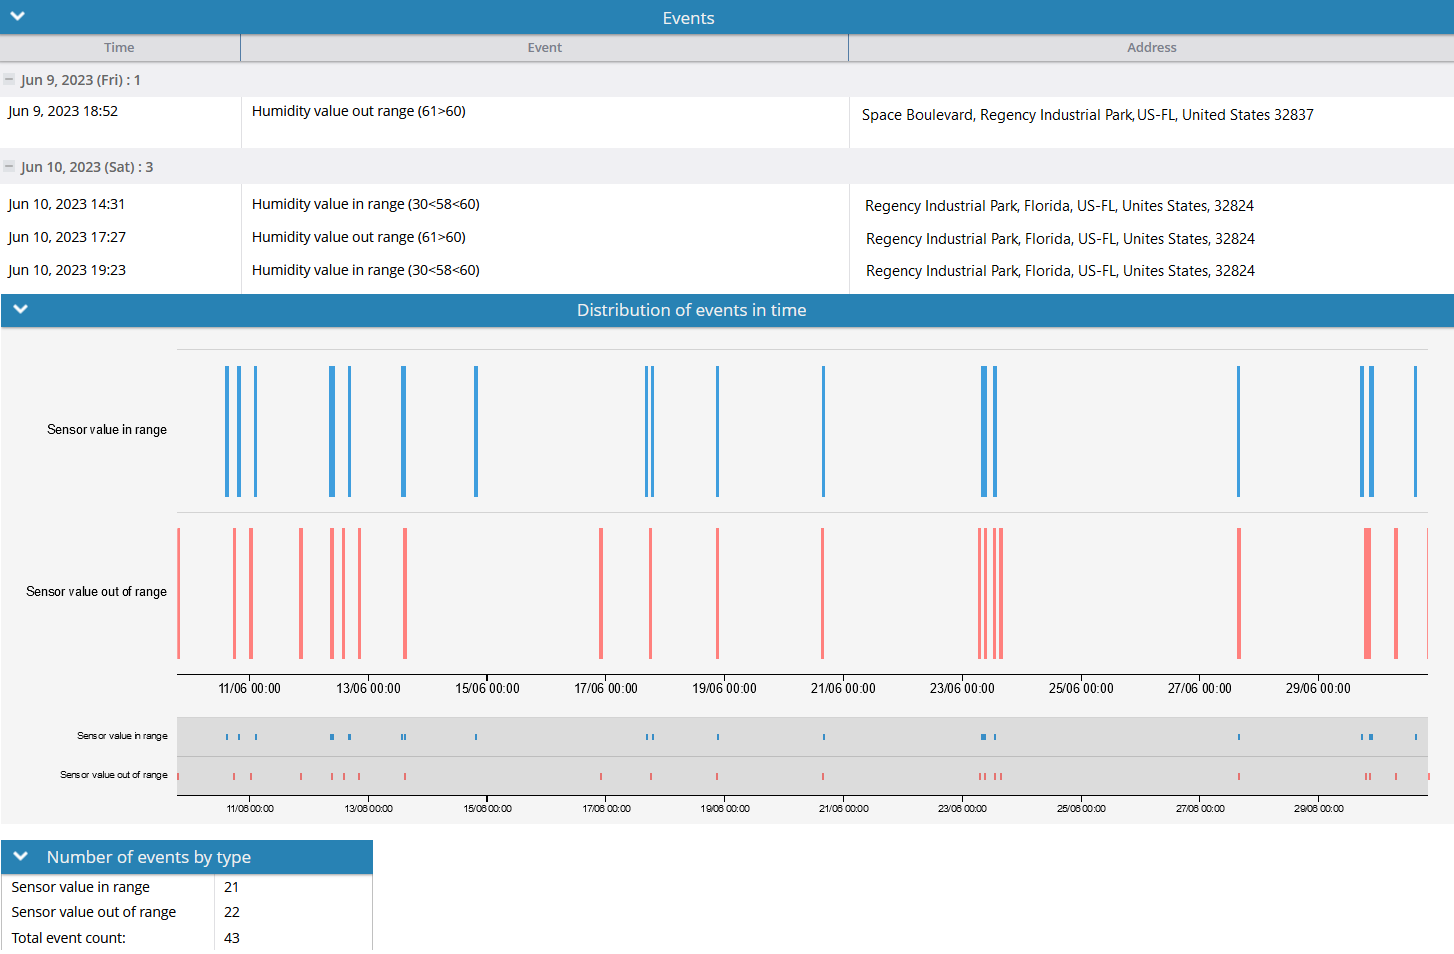 Events
Time Event Address
Jun 9, 2023 (Fri) : 1
Jun 9, 2023 18:52 Humidity value out range (61>60) Space Boulevard, Regency Industrial Park, US-FL, United States 32837
Jun 10, 2023 (Sat) : 3
Jun 10, 2023 14:31 Humidity value in range (30<58<60) Regency Industrial Park, Florida, US-FL, Unites States, 32824
Jun 10, 2023 17:27 Humidity value out range (61>60) Regency Industrial Park, Florida, US-FL, Unites States, 32824
Jun 10, 2023 19:23 Humidity value in range (30<58<60) Regency Industrial Park, Florida, US-FL, Unites States, 32824
Distribution of events in time
Sensor value in range
Sensor value out of range
11/06 00:00 13/06 00:00 15/06 00:00 17/06 00:00 19/06 00:00 21/06 00:00 23/06 00:00 25/06 00:00 27/06 00:00 29/06 00:00
Sensor value in range
Sensor value out of range
11/06 00:00 13/06 00:00 15/06 00:00 17/06 00:00 19/06 00:00 21/06 00:00 23/06 00:00 25/06 00:00 27/06 00:00 29/06 00:00
Number of events by type
Sensor value in range 21
Sensor value out of range 22
Total event count: 43